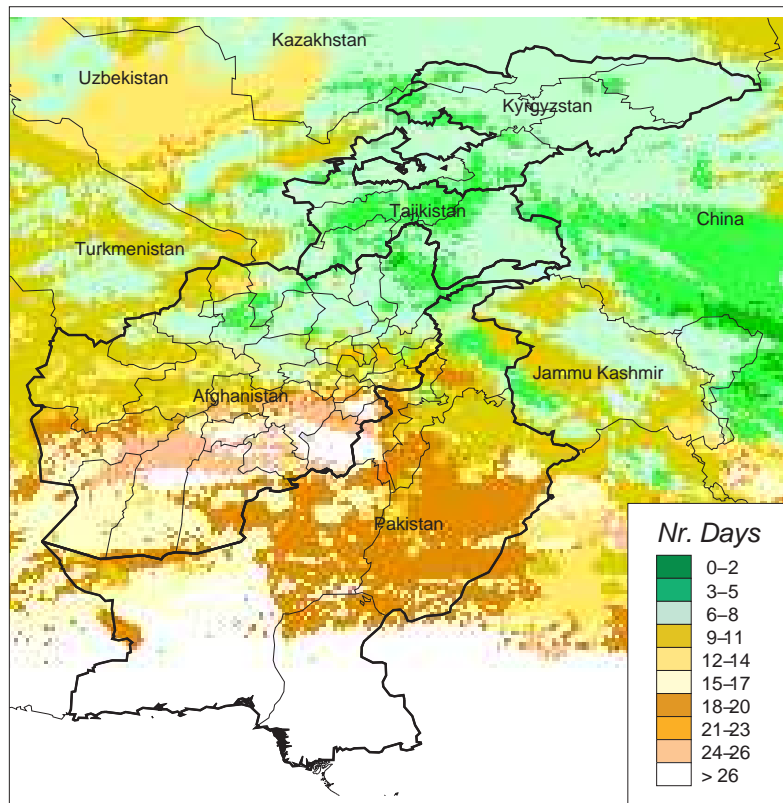 Kazakhstan
Uzbekistan
Kyrgyzstan
Tajikistan
China
Turkmenistan
Jammu Kashmir
Afghanistan
Pakistan
Nr. Days
0–2
3–5
6–8
9–11
12–14
15–17
18–20
21–23
24–26
> 26